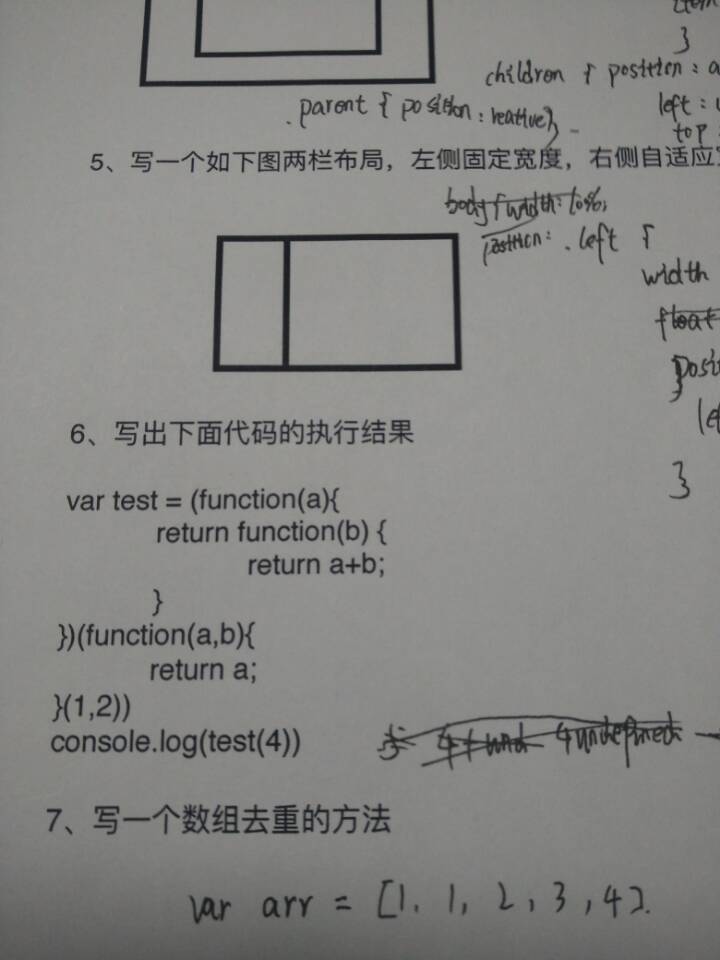 }
children { position : a
.parent { position : reative}
left :
top :
5、写一个如下图两栏布局，左侧固定宽度，右侧自适应
body { width: 100%;
position: .left {
width
float
posi
}
le
}
6、写出下面代码的执行结果
var test = (function(a){
return function(b) {
return a+b;
}
})(function(a,b){
return a;
}(1,2))
console.log(test(4))
4 undefined
7、写一个数组去重的方法
var arr = [1, 1, 2, 3, 4].